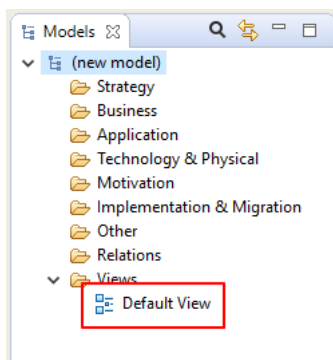 Models
(new model)
Strategy
Business
Application
Technology & Physical
Motivation
Implementation & Migration
Other
Relations
Views
Default View